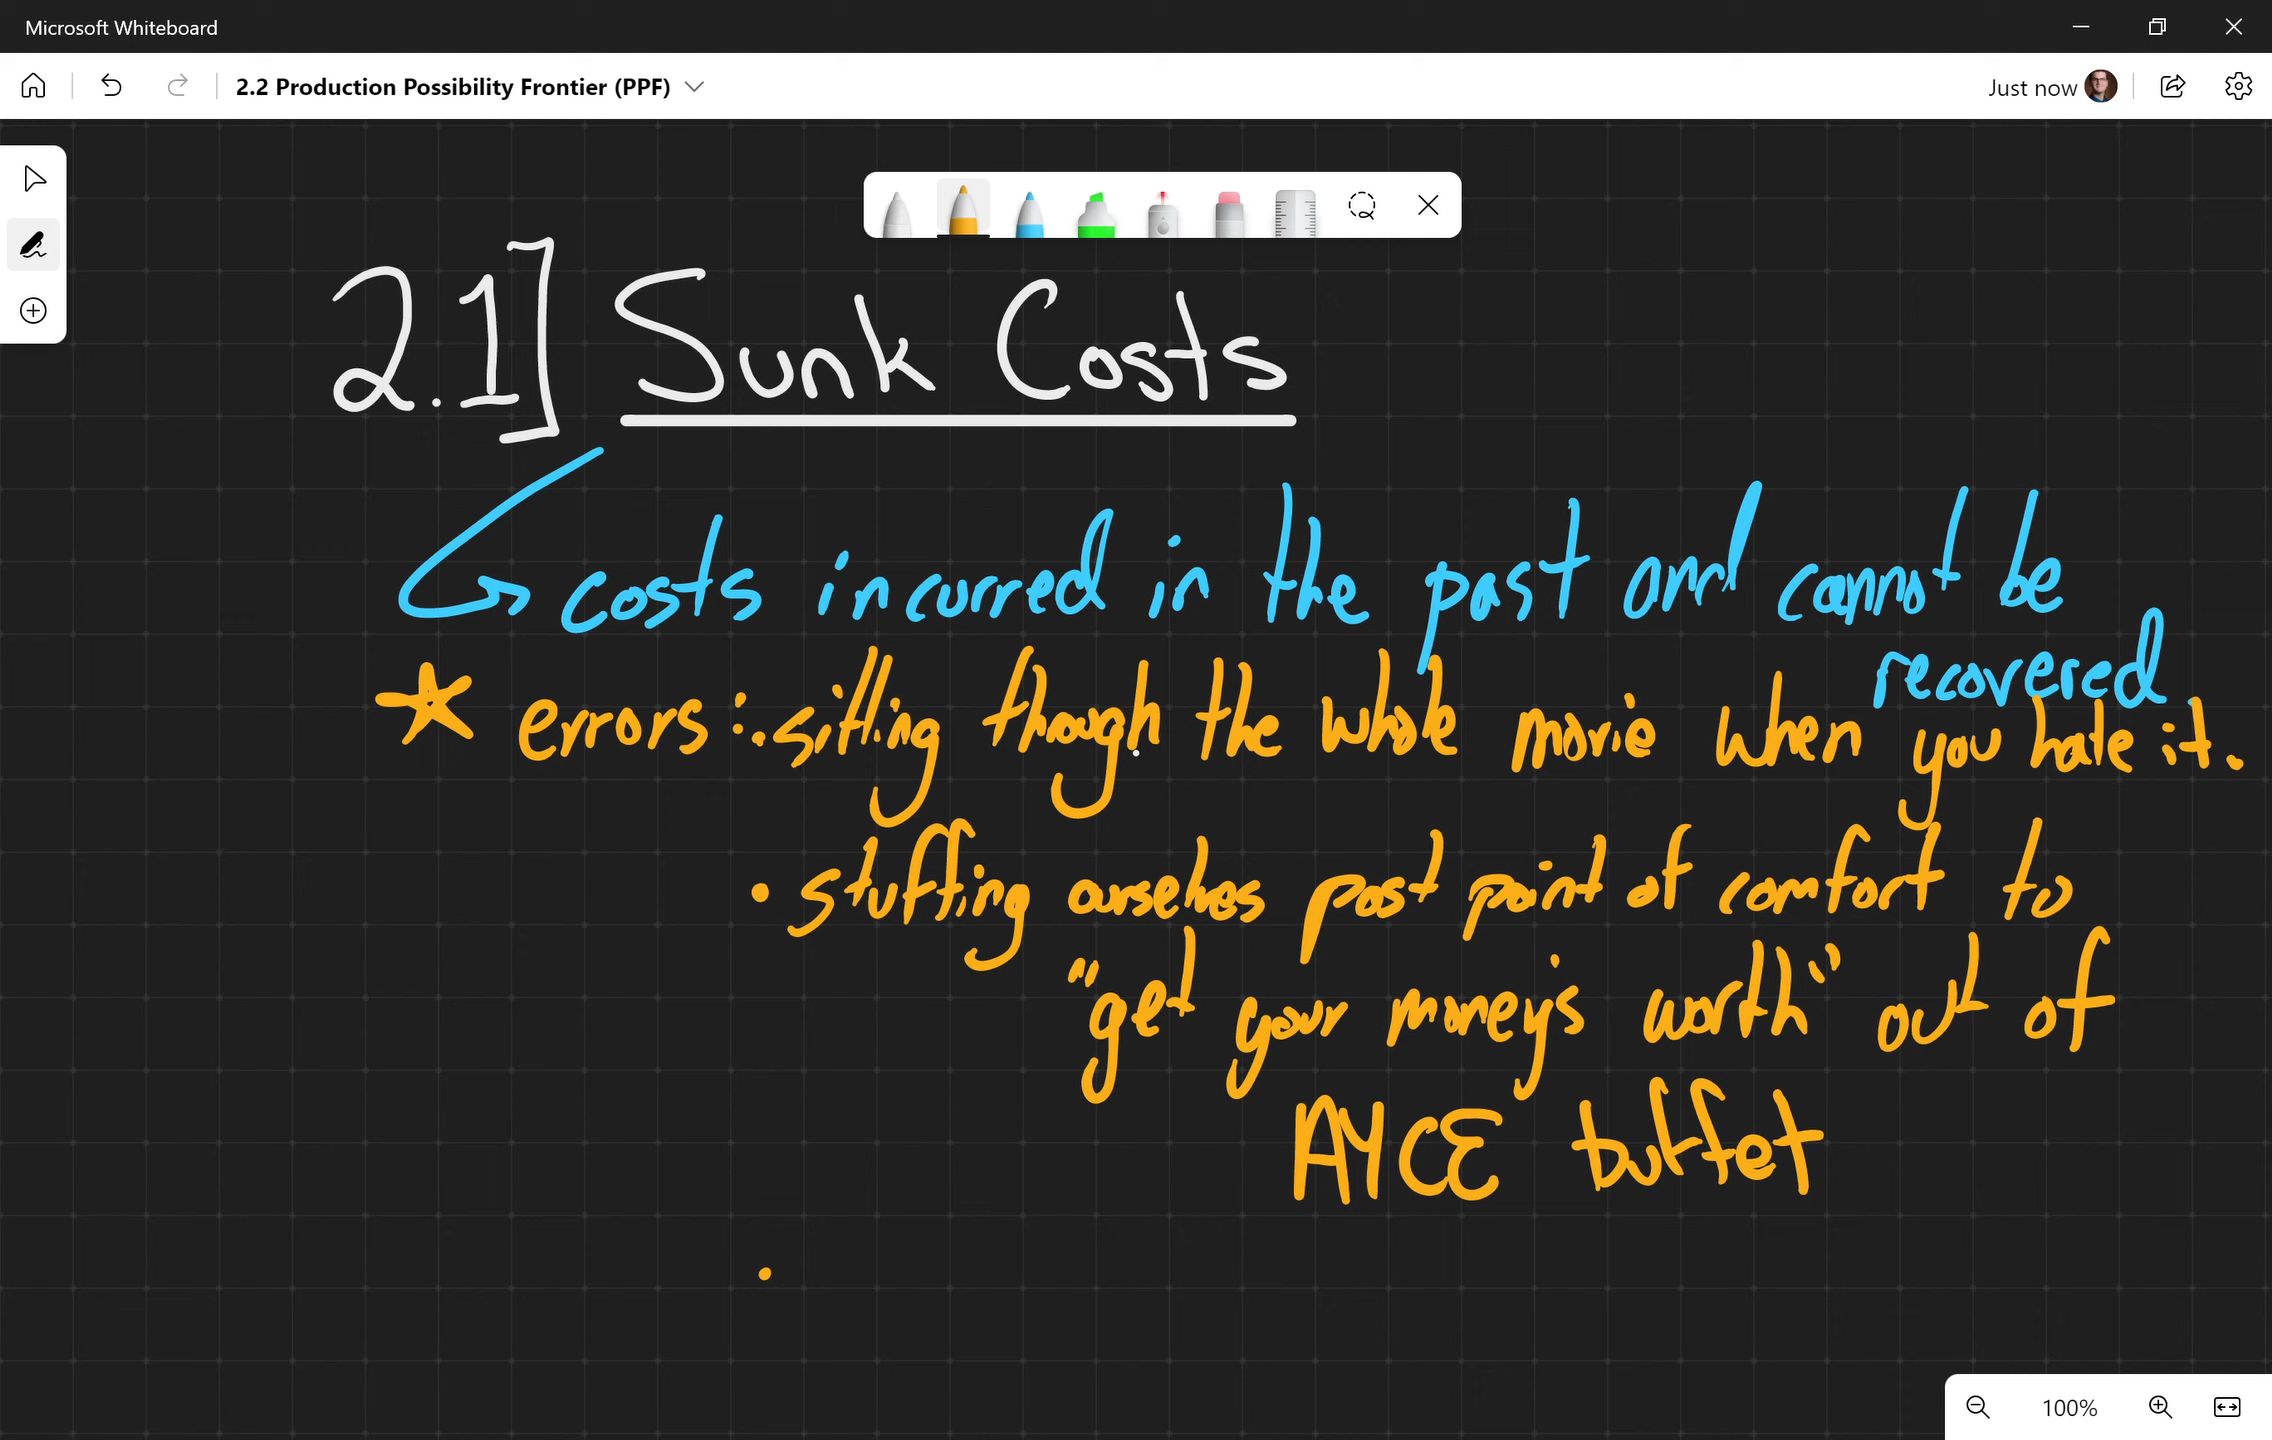 Microsoft Whiteboard
2.2 Production Possibility Frontier (PPF)
Just now
2.1] Sunk Costs
costs incurred in the past and cannot be
recovered
* errors: • sitting though the whole movie when you hate it.
• stuffing ourselves past point of comfort to
"get your money's worth" out of
AYCE buffet
•
100%